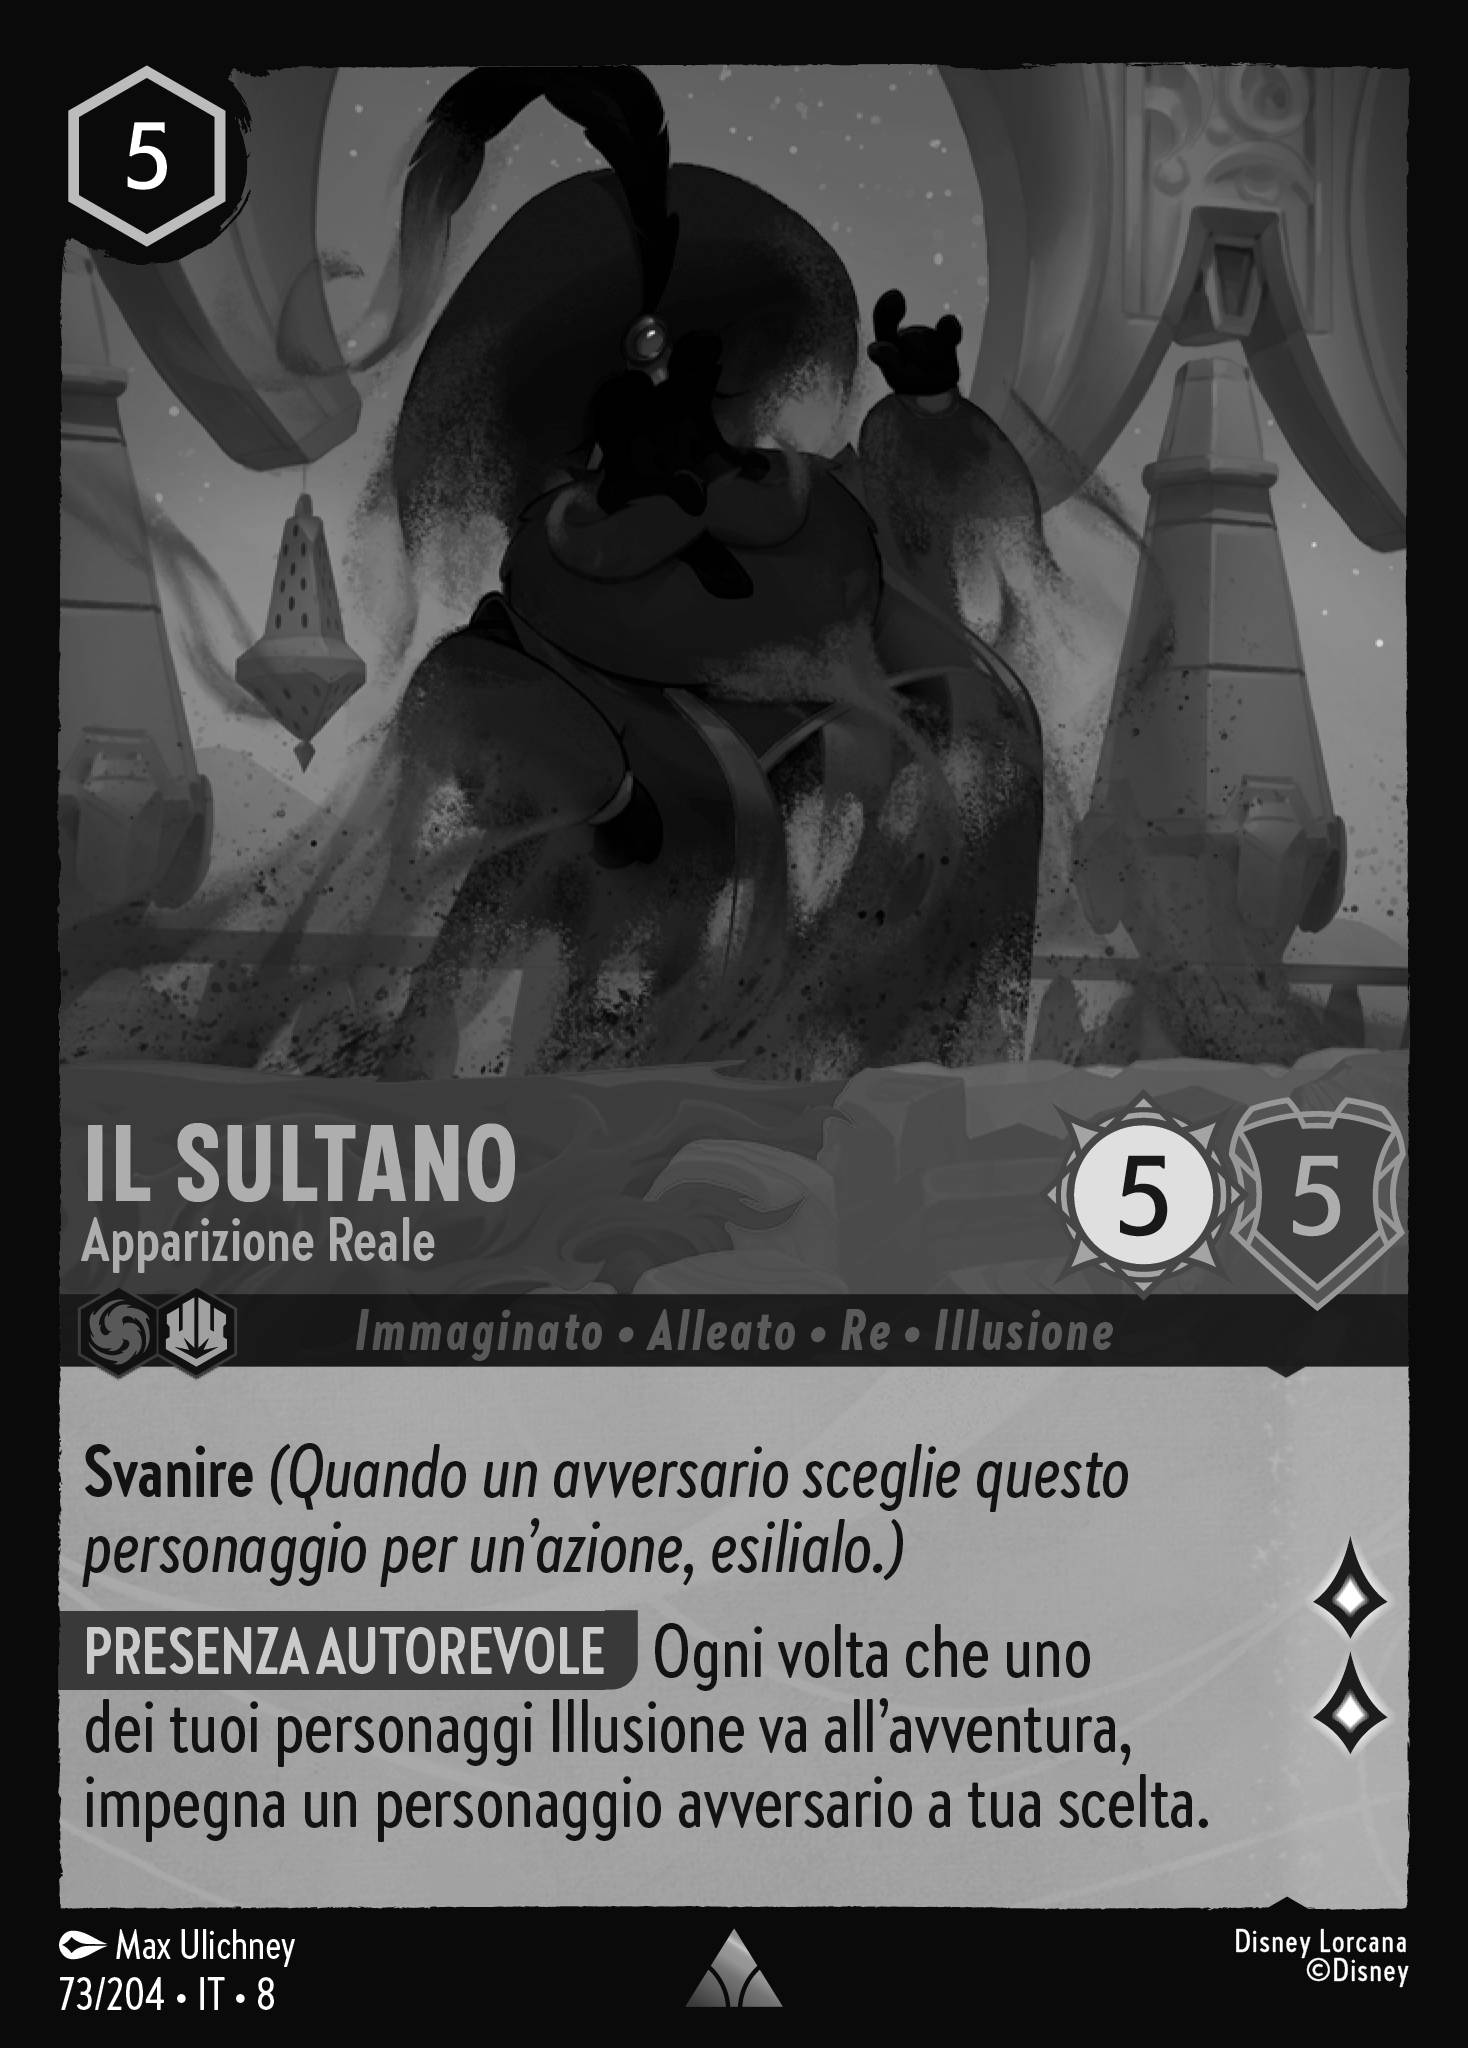 5
IL SULTANO
Apparizione Reale
5 5
Immaginato • Alleato • Re • Illusione
Svanire (Quando un avversario sceglie questo
personaggio per un’azione, esilialo.)
PRESENZA AUTOREVOLE Ogni volta che uno
dei tuoi personaggi Illusione va all’avventura,
impegna un personaggio avversario a tua scelta.
Max Ulichney
73/204 • IT • 8
Disney Lorcana
©Disney